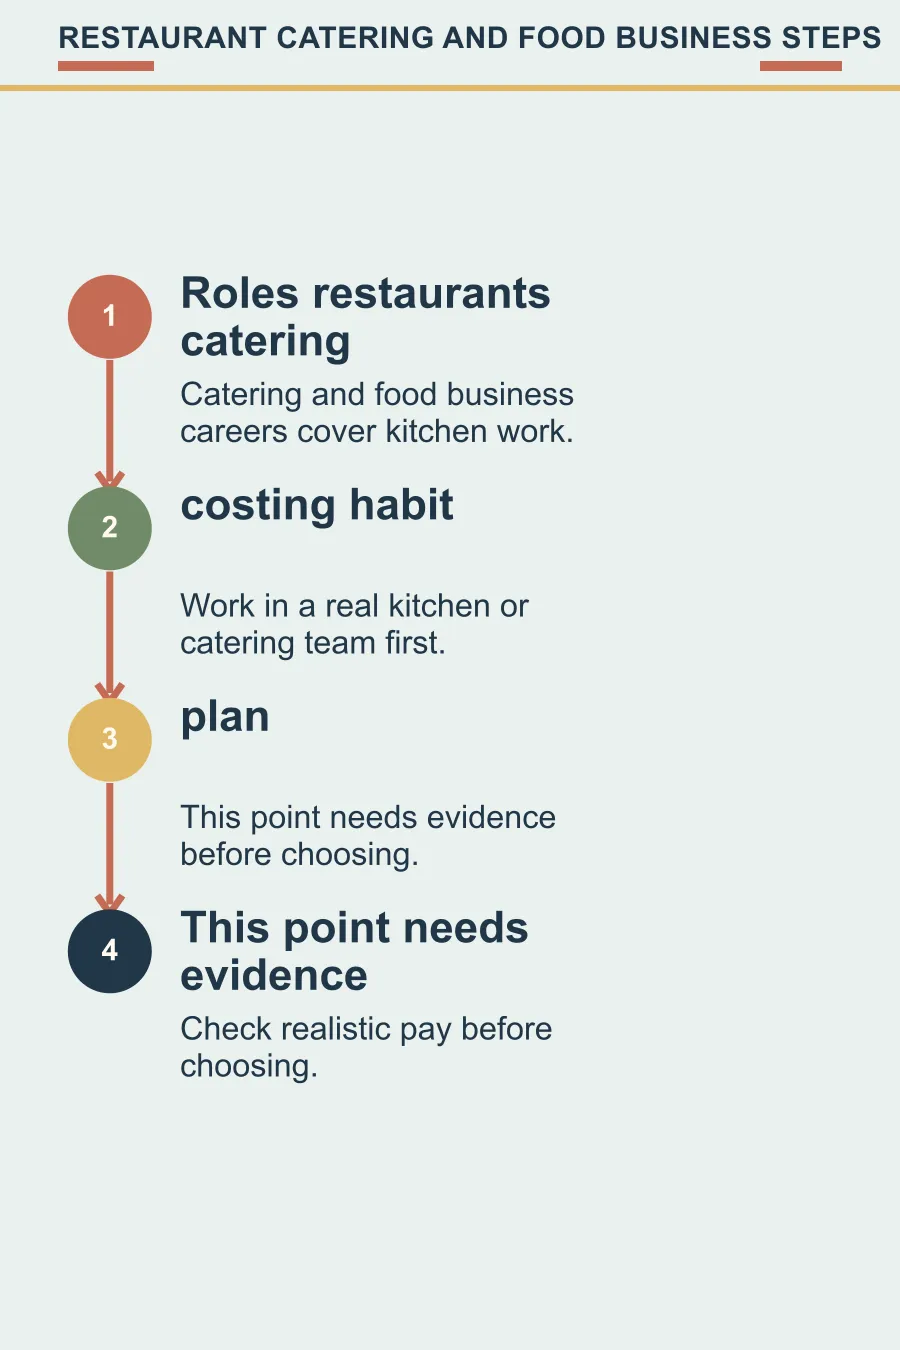 RESTAURANT CATERING AND FOOD BUSINESS STEPS
1
Roles restaurants
catering
Catering and food business
careers cover kitchen work.
2
costing habit
Work in a real kitchen or
catering team first.
3
plan
This point needs evidence
before choosing.
4
This point needs
evidence
Check realistic pay before
choosing.